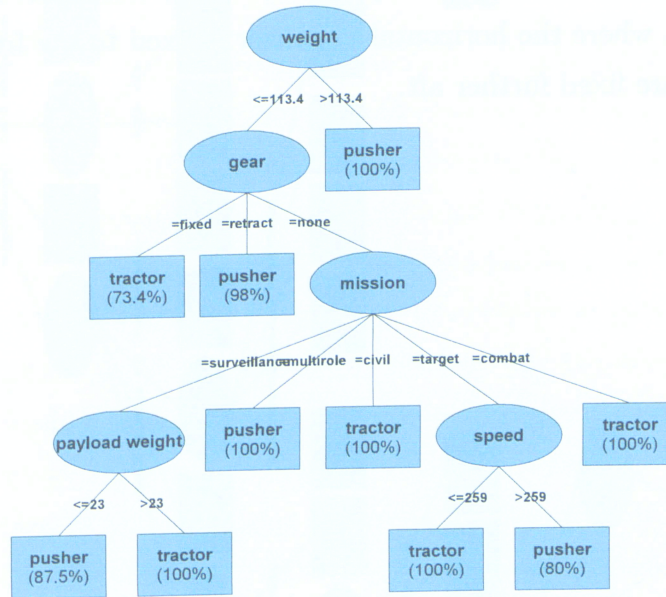 weight
<=113.4 >113.4
gear
pusher
(100%)
=fixed =retract =none
tractor
(73.4%)
pusher
(98%)
mission
=surveillance =multirole =civil =target =combat
payload weight
pusher
(100%)
tractor
(100%)
speed
tractor
(100%)
<=23 >23
<=259 >259
pusher
(87.5%)
tractor
(100%)
tractor
(100%)
pusher
(80%)